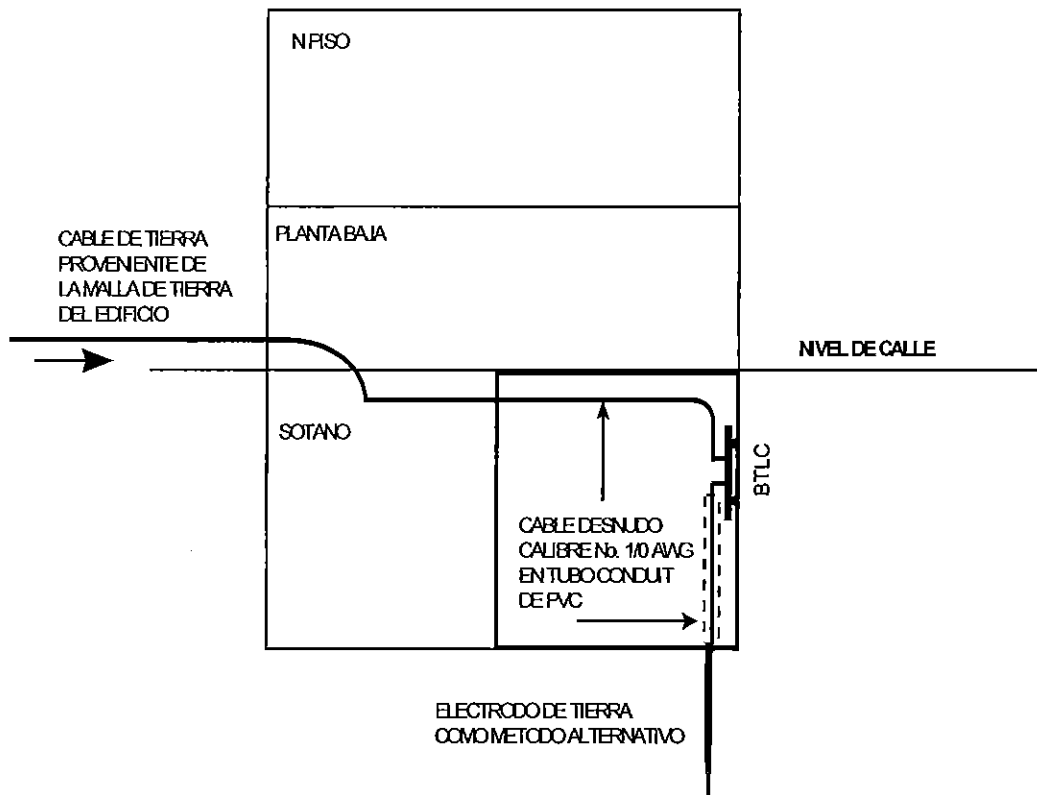 N PISO
PLANTA BAJA
CABLE DE TIERRA
PROVENIENTE DE
LA MALLA DE TIERRA
DEL EDIFICIO
NIVEL DE CALLE
SOTANO
BTLC
CABLE DESNUDO
CALIBRE No. 1/0 AWG
EN TUBO CONDUIT
DE PVC
ELECTRODO DE TIERRA
COMO METODO ALTERNATIVO